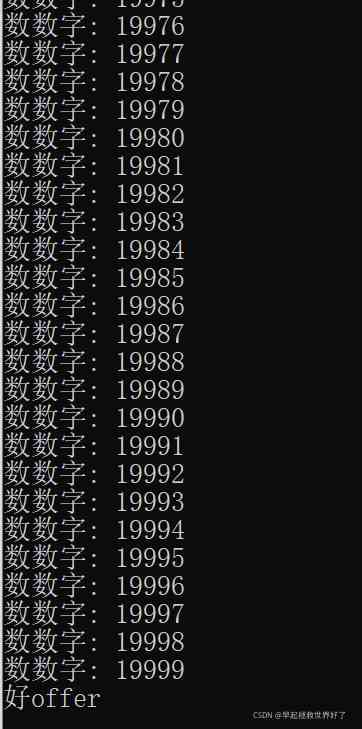 数数字: 19975
数数字: 19976
数数字: 19977
数数字: 19978
数数字: 19979
数数字: 19980
数数字: 19981
数数字: 19982
数数字: 19983
数数字: 19984
数数字: 19985
数数字: 19986
数数字: 19987
数数字: 19988
数数字: 19989
数数字: 19990
数数字: 19991
数数字: 19992
数数字: 19993
数数字: 19994
数数字: 19995
数数字: 19996
数数字: 19997
数数字: 19998
数数字: 19999
好offer
CSDN @早起拯救世界好了